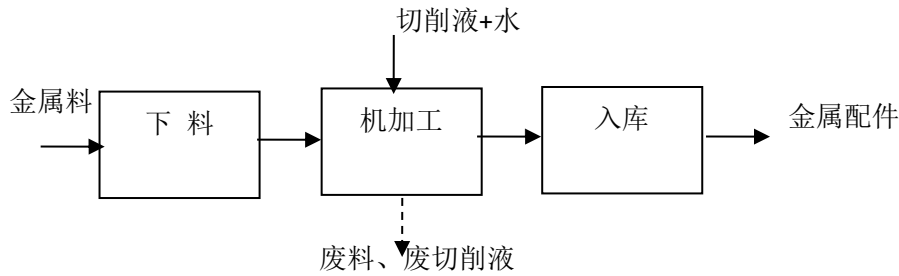 切削液+水
金属料
下 料
机加工
入库
金属配件
废料、废切削液